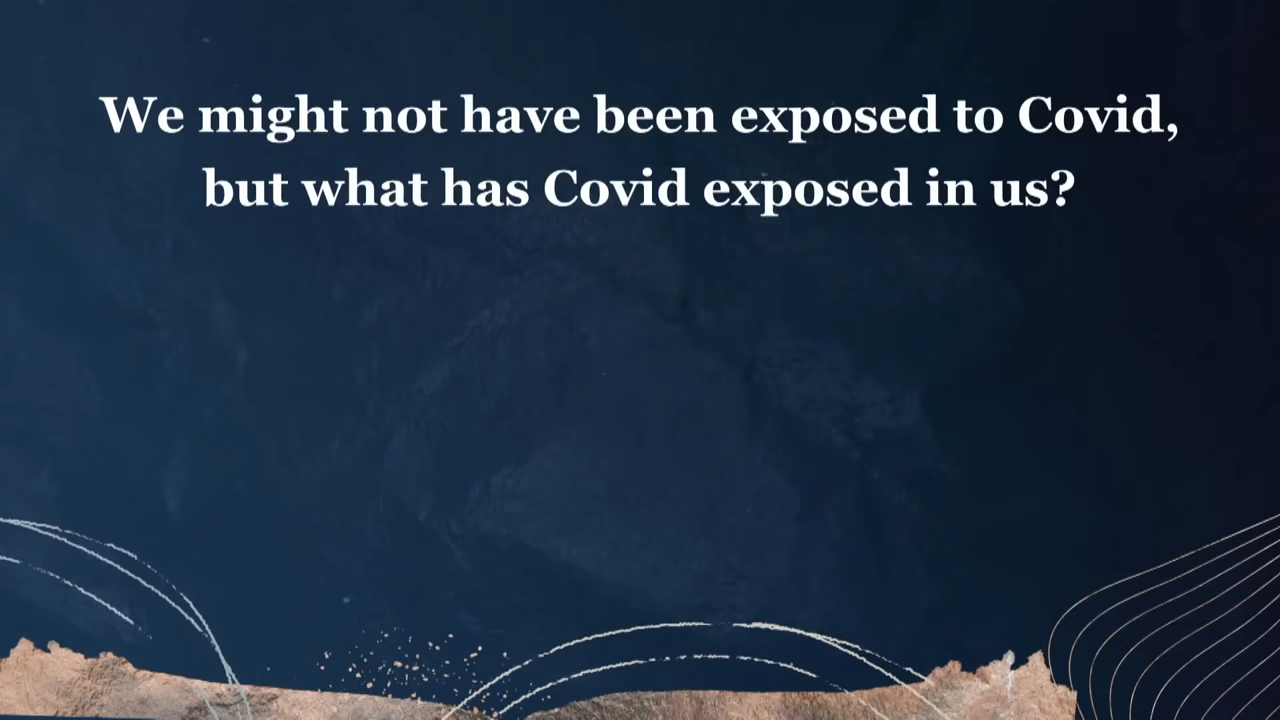 We might not have been exposed to Covid,
but what has Covid exposed in us?